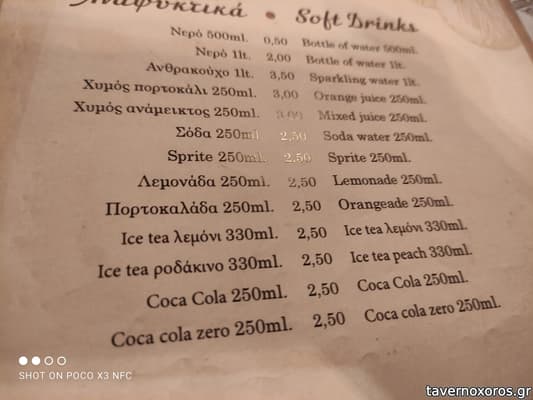 Αναψυκτικά • Soft Drinks
Νερό 500ml. 0,50 Bottle of water 500ml.
Νερό 1lt. 2,00 Bottle of water 1lt.
Ανθρακούχο 1lt. 3,50 Sparkling water 1lt.
Χυμός πορτοκάλι 250ml. 3,00 Orange juice 250ml.
Χυμός ανάμεικτος 250ml. 3,00 Mixed juice 250ml.
Σόδα 250ml. 2,50 Soda water 250ml.
Sprite 250ml. 2,50 Sprite 250ml.
Λεμονάδα 250ml. 2,50 Lemonade 250ml.
Πορτοκαλάδα 250ml. 2,50 Orangeade 250ml.
Ice tea λεμόνι 330ml. 2,50 Ice tea λεμόνι 330ml.
Ice tea ροδάκινο 330ml. 2,50 Ice tea peach 330ml.
Coca Cola 250ml. 2,50 Coca Cola 250ml.
Coca cola zero 250ml. 2,50 Coca cola zero 250ml.
SHOT ON POCO X3 NFC
tavernoxoros.gr